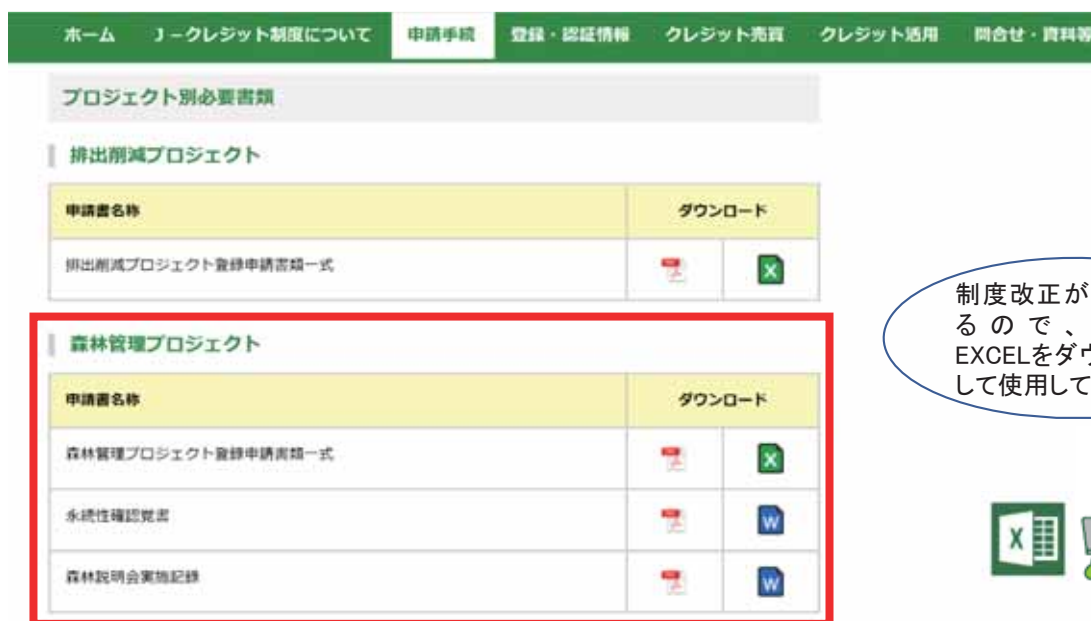 ホーム J－クレジット制度について 申請手続 登録・認証情報 クレジット売買 クレジット活用 問合せ・資料等
プロジェクト別必要書類
排出削減プロジェクト
申請書名称 ダウンロード
排出削減プロジェクト登録申請書類一式
森林管理プロジェクト
申請書名称 ダウンロード
森林管理プロジェクト登録申請書類一式
永続性確認覚書
森林説明会実施記録
制度改正が
るので、
EXCELをダウ
して使用して